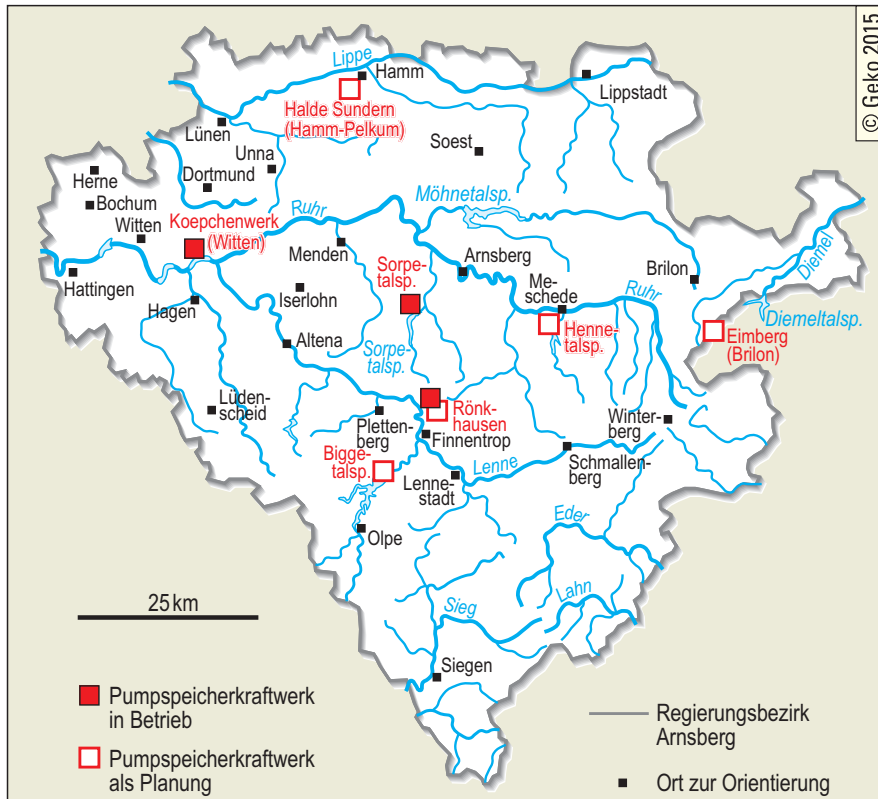 © Geko 2015
Lippe
Hamm
Lippstadt
Halde Sundern
(Hamm-Pelkum)
Lünen
Soest
Unna
Herne
Dortmund
Bochum
Möhnetalsp.
Witten
Koepchenwerk
(Witten)
Ruhr
Menden
Sorpe-
talsp.
Arnsberg
Brilon
Diemel
Hattingen
Me-
schede
Ruhr
Hagen
Iserlohn
Diemeltalsp.
Henne-
talsp.
Eimberg
(Brilon)
Altena
Sorpe-
talsp.
Lüden-
scheid
Rönk-
hausen
Pletten-
berg
Finnentrop
Winter-
berg
Bigge-
talsp.
Lenne
Schmallen-
berg
Lenne-
stadt
Olpe
Eder
Lahn
Sieg
25 km
Siegen
Pumpspeicherkraftwerk
in Betrieb
Pumpspeicherkraftwerk
als Planung
Regierungsbezirk
Arnsberg
Ort zur Orientierung